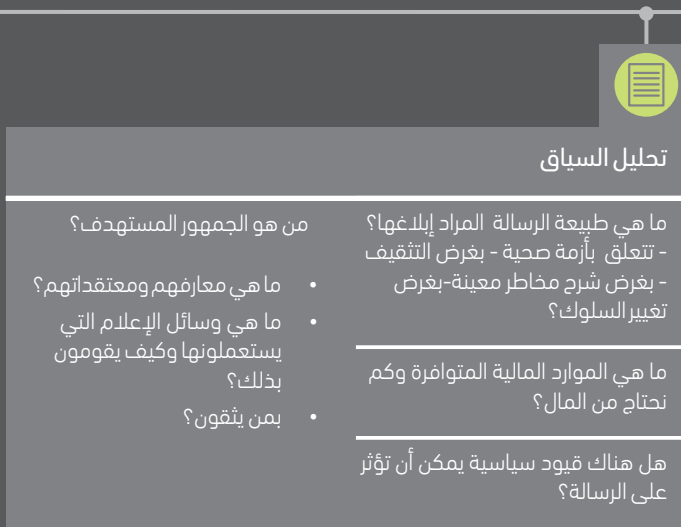 تحليل السياق
ما هي طبيعة الرسالة المراد إبلاغها؟
- تتعلق بأزمة صحية - بغرض التثقيف
- بغرض شرح مخاطر معينة-بغرض
تغيير السلوك؟
ما هي الموارد المالية المتوافرة وكم
نحتاج من المال؟
هل هناك قيود سياسية يمكن أن تؤثر
على الرسالة؟
من هو الجمهور المستهدف؟
• ما هي معارفهم ومعتقداتهم؟
• ما هي وسائل الإعلام التي
يستعملونها وكيف يقومون
بذلك؟
• بمن يثقون؟